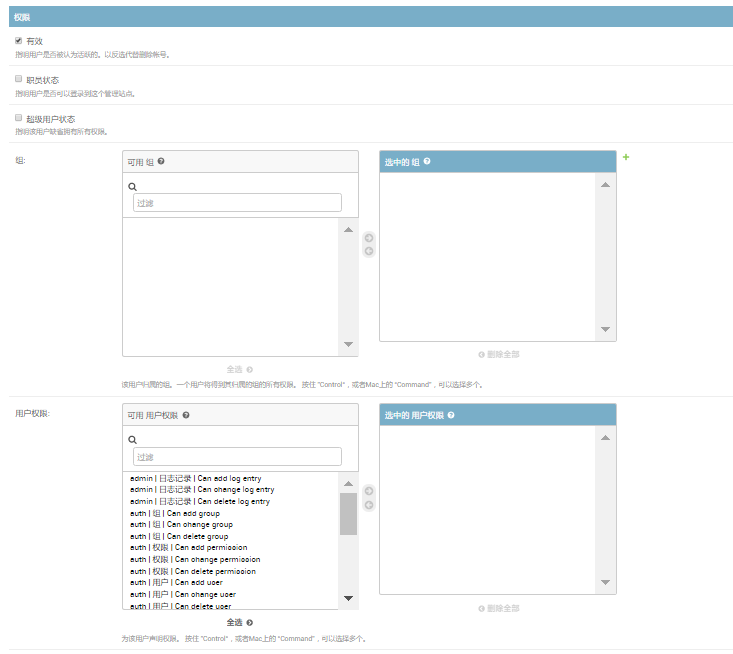 权限
有效
指明用户是否被认为活跃的。以反选代替删除帐号。
职员状态
指明用户是否可以登录到这个管理站点。
超级用户状态
指明该用户缺省拥有所有权限。
组:
可用 组
选中的 组
过滤
全选
删除全部
该用户归属的组。一个用户将得到其归属的组的所有权限。 按住 "Control"，或者Mac上的 "Command"，可以选择多个。
用户权限:
可用 用户权限
选中的 用户权限
过滤
admin | 日志记录 | Can add log entry
admin | 日志记录 | Can change log entry
admin | 日志记录 | Can delete log entry
auth | 组 | Can add group
auth | 组 | Can change group
auth | 组 | Can delete group
auth | 权限 | Can add permission
auth | 权限 | Can change permission
auth | 权限 | Can delete permission
auth | 用户 | Can add user
auth | 用户 | Can change user
auth | 用户 | Can delete user
全选
删除全部
为该用户声明权限。 按住 "Control"，或者Mac上的 "Command"，可以选择多个。